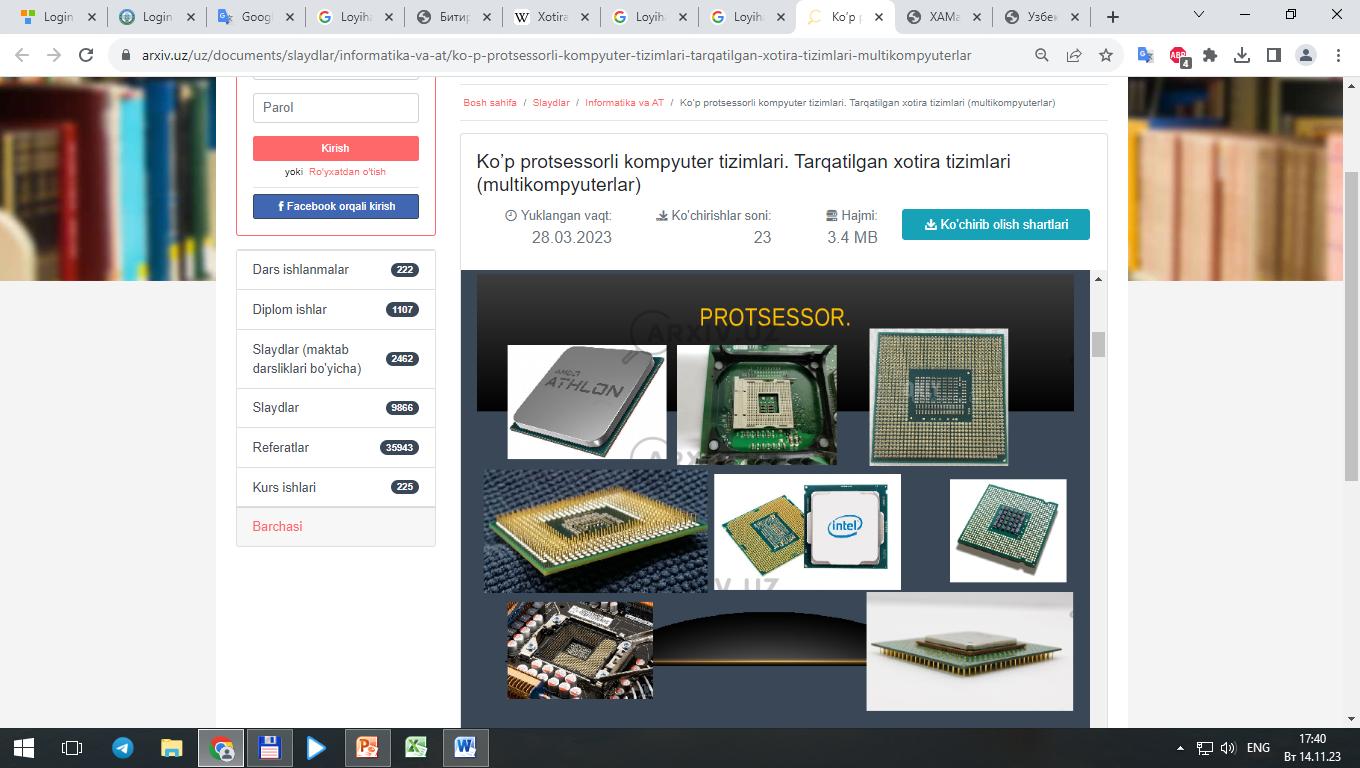 Login
Login
Googl
Loyiha
Битир
Xotira
Loyiha
Loyiha
Ko'p p
ХАМа
Узбек
arxiv.uz/uz/documents/slaydlar/informatika-va-at/ko-p-protsessorli-kompyuter-tizimlari-tarqatilgan-xotira-tizimlari-multikompyuterlar
ABP
4
Parol
Kirish
yoki Ro'yxatdan o'tish
Facebook orqali kirish
Dars ishlanmalar 222
Diplom ishlar 1107
Slaydlar (maktab
darsliklari bo'yicha) 2462
Slaydlar 9866
Referatlar 35943
Kurs ishlari 225
Barchasi
Bosh sahifa / Slaydlar / Informatika va AT / Ko'p protsessorli kompyuter tizimlari. Tarqatilgan xotira tizimlari (multikompyuterlar)
Ko'p protsessorli kompyuter tizimlari. Tarqatilgan xotira tizimlari
(multikompyuterlar)
Yuklangan vaqt: Ko'chirishlar soni: Hajmi:
28.03.2023 23 3.4 MB
Ko'chirib olish shartlari
PROTSESSOR.
ARXIV.UZ
AMD
ATHLON
intel
ENG
17:40
Вт 14.11.23